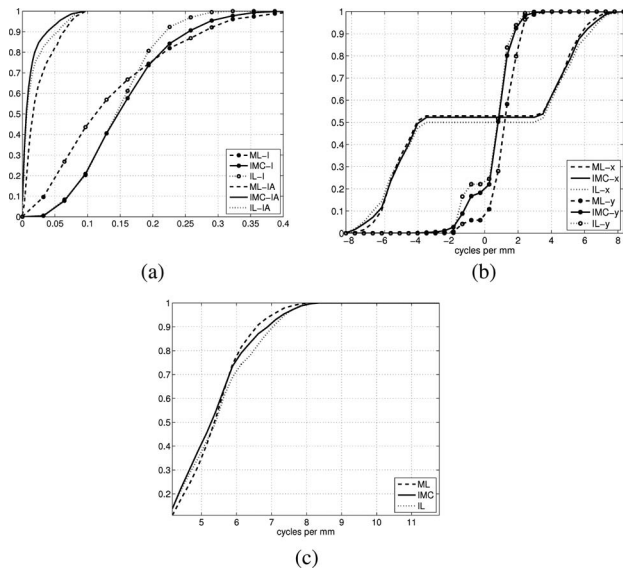 1
0.9
0.8
0.7
0.6
0.5
0.4
0.3
0.2
0.1
0
0 0.05 0.1 0.15 0.2 0.25 0.3 0.35 0.4
ML-I
IMC-I
IL-I
ML-IA
IMC-IA
IL-IA
(a)
1
0.9
0.8
0.7
0.6
0.5
0.4
0.3
0.2
0.1
0
-8 -6 -4 -2 0 2 4 6 8
cycles per mm
ML-x
IMC-x
IL-x
ML-y
IMC-y
IL-y
(b)
1
0.9
0.8
0.7
0.6
0.5
0.4
0.3
0.2
5 6 7 8 9 10 11
cycles per mm
ML
IMC
IL
(c)